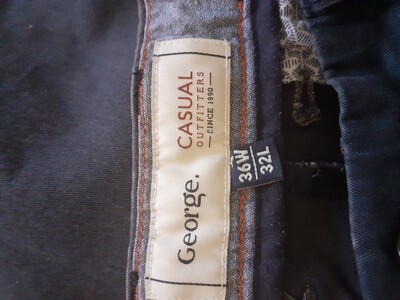 George.
CASUAL
OUTFITTERS
SINCE 1990
36W
32L